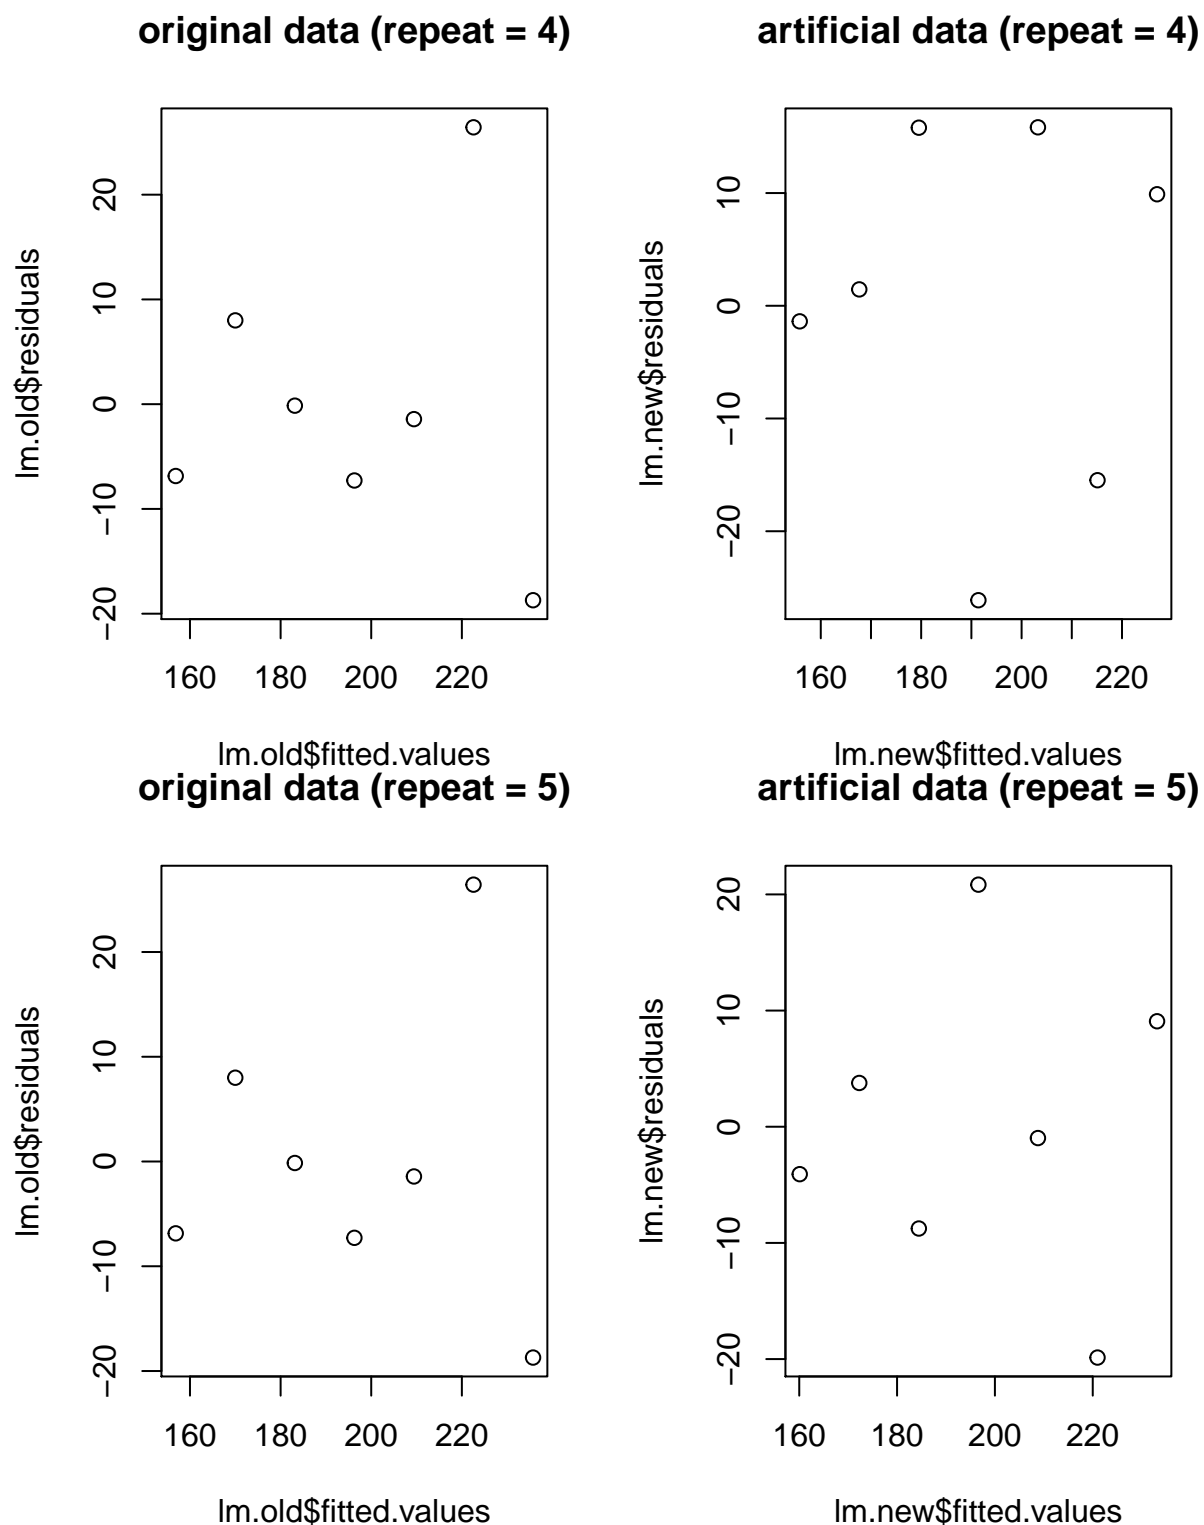 original data (repeat = 4)
artificial data (repeat = 4)
lm.old$residuals
20
10
0
−10
−20
160 180 200 220
lm.old$fitted.values
lm.new$residuals
10
0
−10
−20
160 180 200 220
lm.new$fitted.values
original data (repeat = 5)
artificial data (repeat = 5)
lm.old$residuals
20
10
0
−10
−20
160 180 200 220
lm.old$fitted.values
lm.new$residuals
20
10
0
−10
−20
160 180 200 220
lm.new$fitted.values